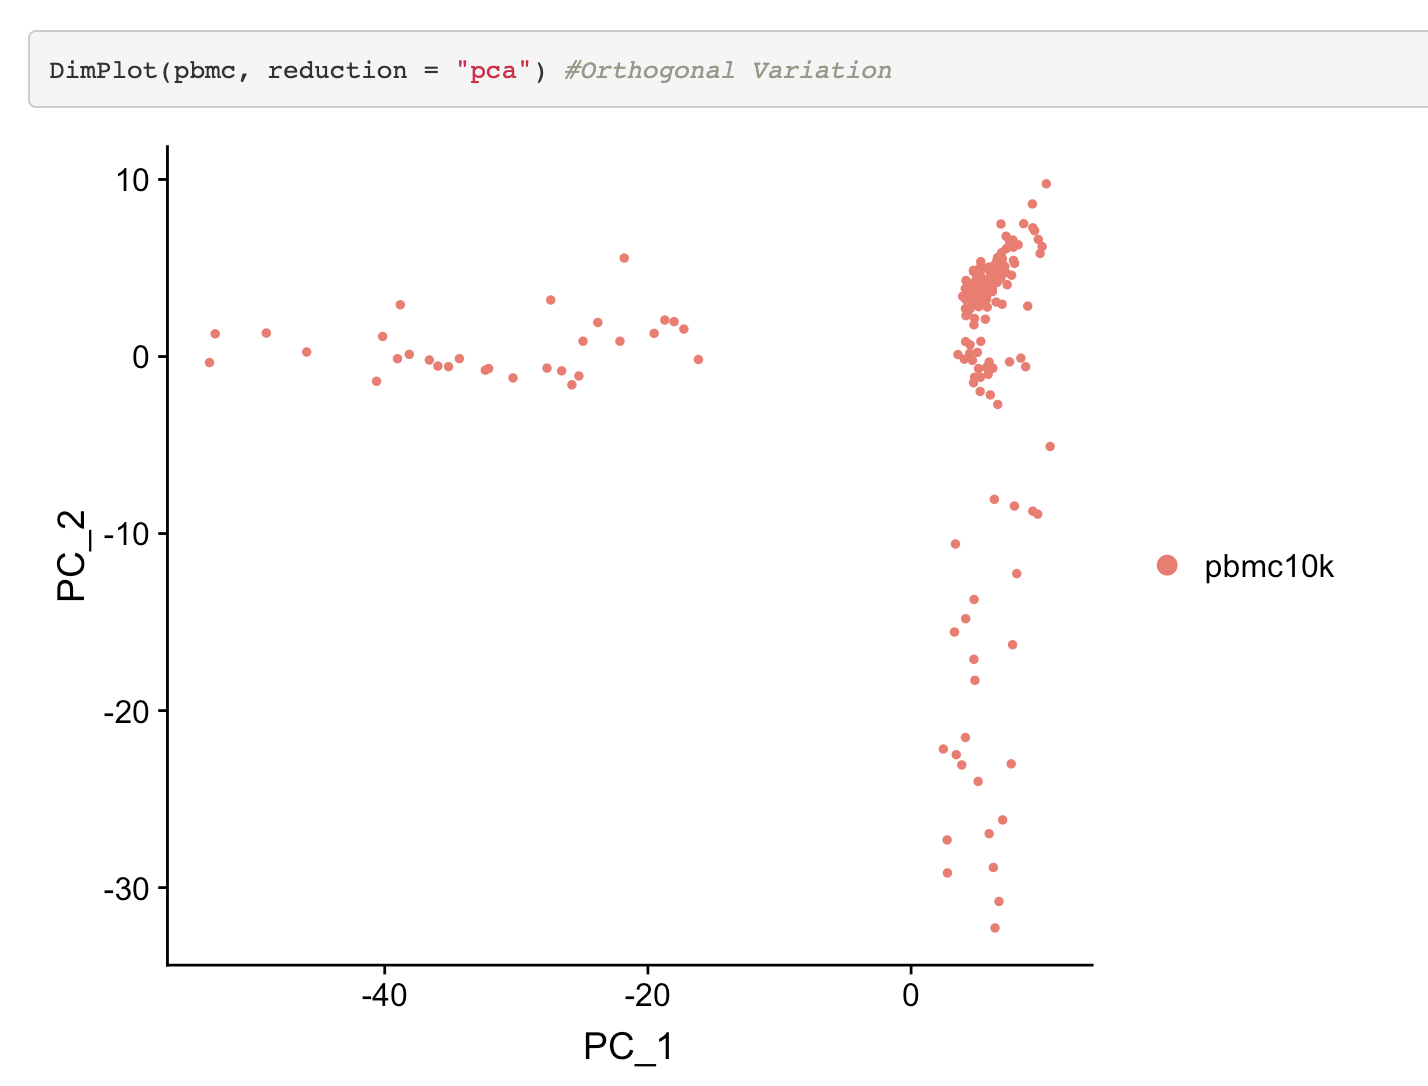 DimPlot(pbmc, reduction = "pca") #Orthogonal Variation
10
0
-10
-20
-30
PC_2
-40
-20
0
PC_1
pbmc10k